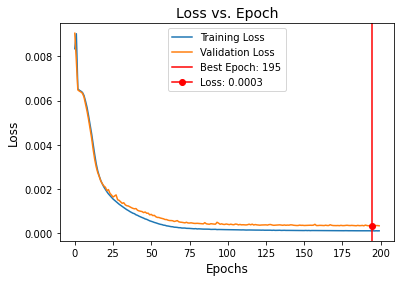 Loss vs. Epoch
Training Loss
Validation Loss
Best Epoch: 195
Loss: 0.0003
Loss
0.008
0.006
0.004
0.002
0.000
0 25 50 75 100 125 150 175 200
Epochs